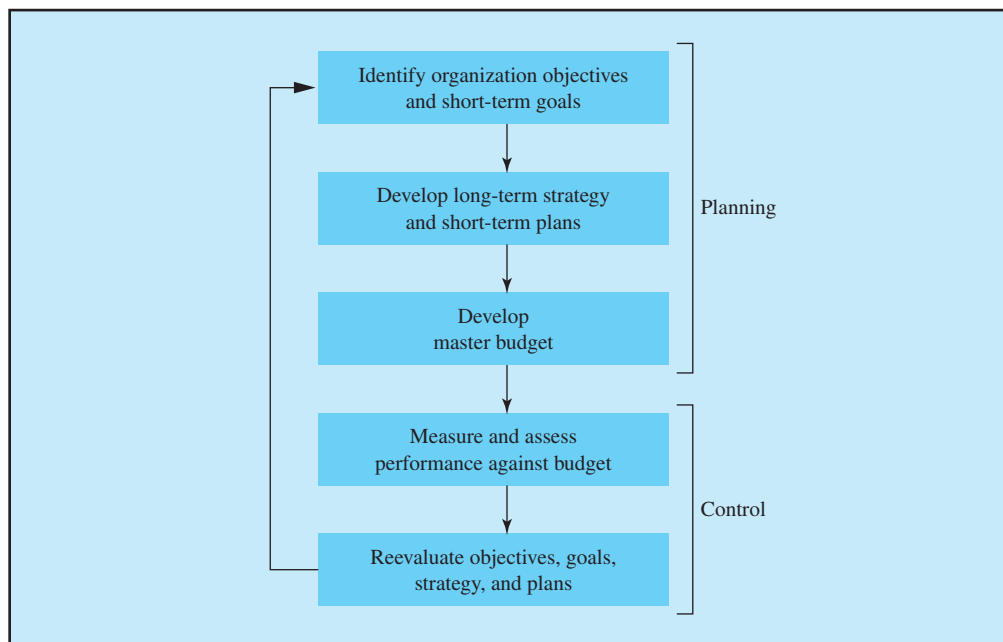 Identify organization objectives
and short-term goals
Develop long-term strategy
and short-term plans
Planning
Develop
master budget
Measure and assess
performance against budget
Control
Reevaluate objectives, goals,
strategy, and plans